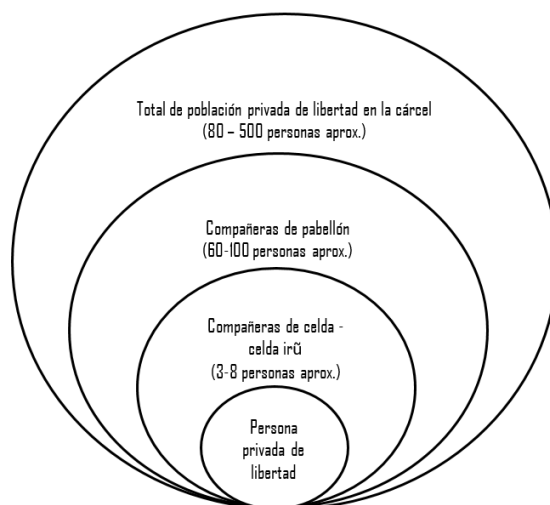 Total de población privada de libertad en la cárcel
(80 – 500 personas aprox.)
Compañeras de pabellón
(60-100 personas aprox.)
Compañeras de celda -
celda irũ
(3-8 personas aprox.)
Persona
privada de
libertad